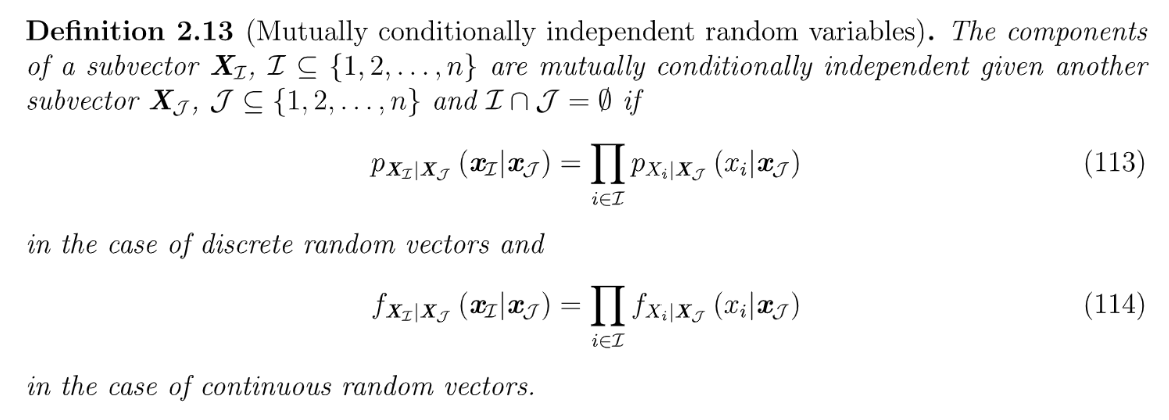 Definition 2.13 (Mutually conditionally independent random variables). The components
of a subvector X_ℐ, ℐ ⊆ {1, 2, . . . , n} are mutually conditionally independent given another
subvector X_𝒥, 𝒥 ⊆ {1, 2, . . . , n} and ℐ ∩ 𝒥 = ∅ if
p_{X_ℐ|X_𝒥} (x_ℐ|x_𝒥) = ∏_{i∈ℐ} p_{X_i|X_𝒥} (x_i|x_𝒥) (113)
in the case of discrete random vectors and
f_{X_ℐ|X_𝒥} (x_ℐ|x_𝒥) = ∏_{i∈ℐ} f_{X_i|X_𝒥} (x_i|x_𝒥) (114)
in the case of continuous random vectors.